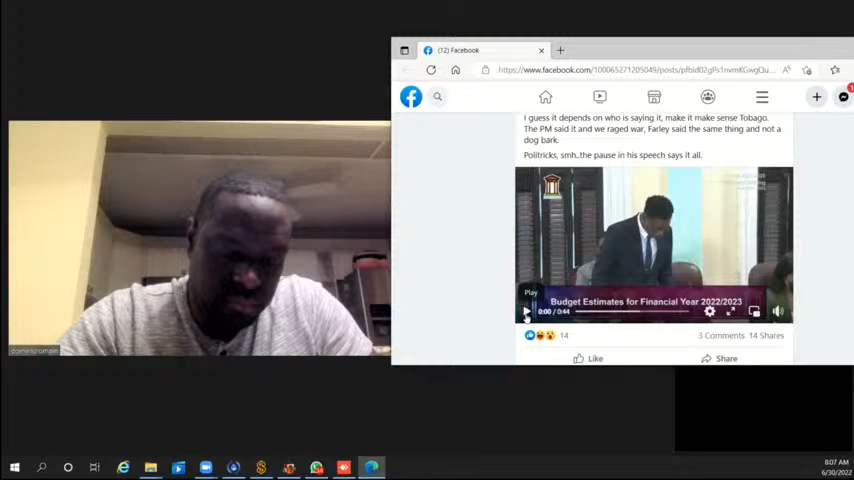 (12) Facebook
https://www.facebook.com/100065271205049/posts/pfbid02gPs1nvmKGwgQu...
I guess it depends on who is saying it, make it make sense Tobago.
The PM said it and we raged war, Farley said the same thing and not a
dog bark.
Politricks, smh..the pause in his speech says it all.
Play
Budget Estimates for Financial Year 2022/2023
0:00 / 0:44
14
3 Comments 14 Shares
Like
Share
8:07 AM
6/30/2022